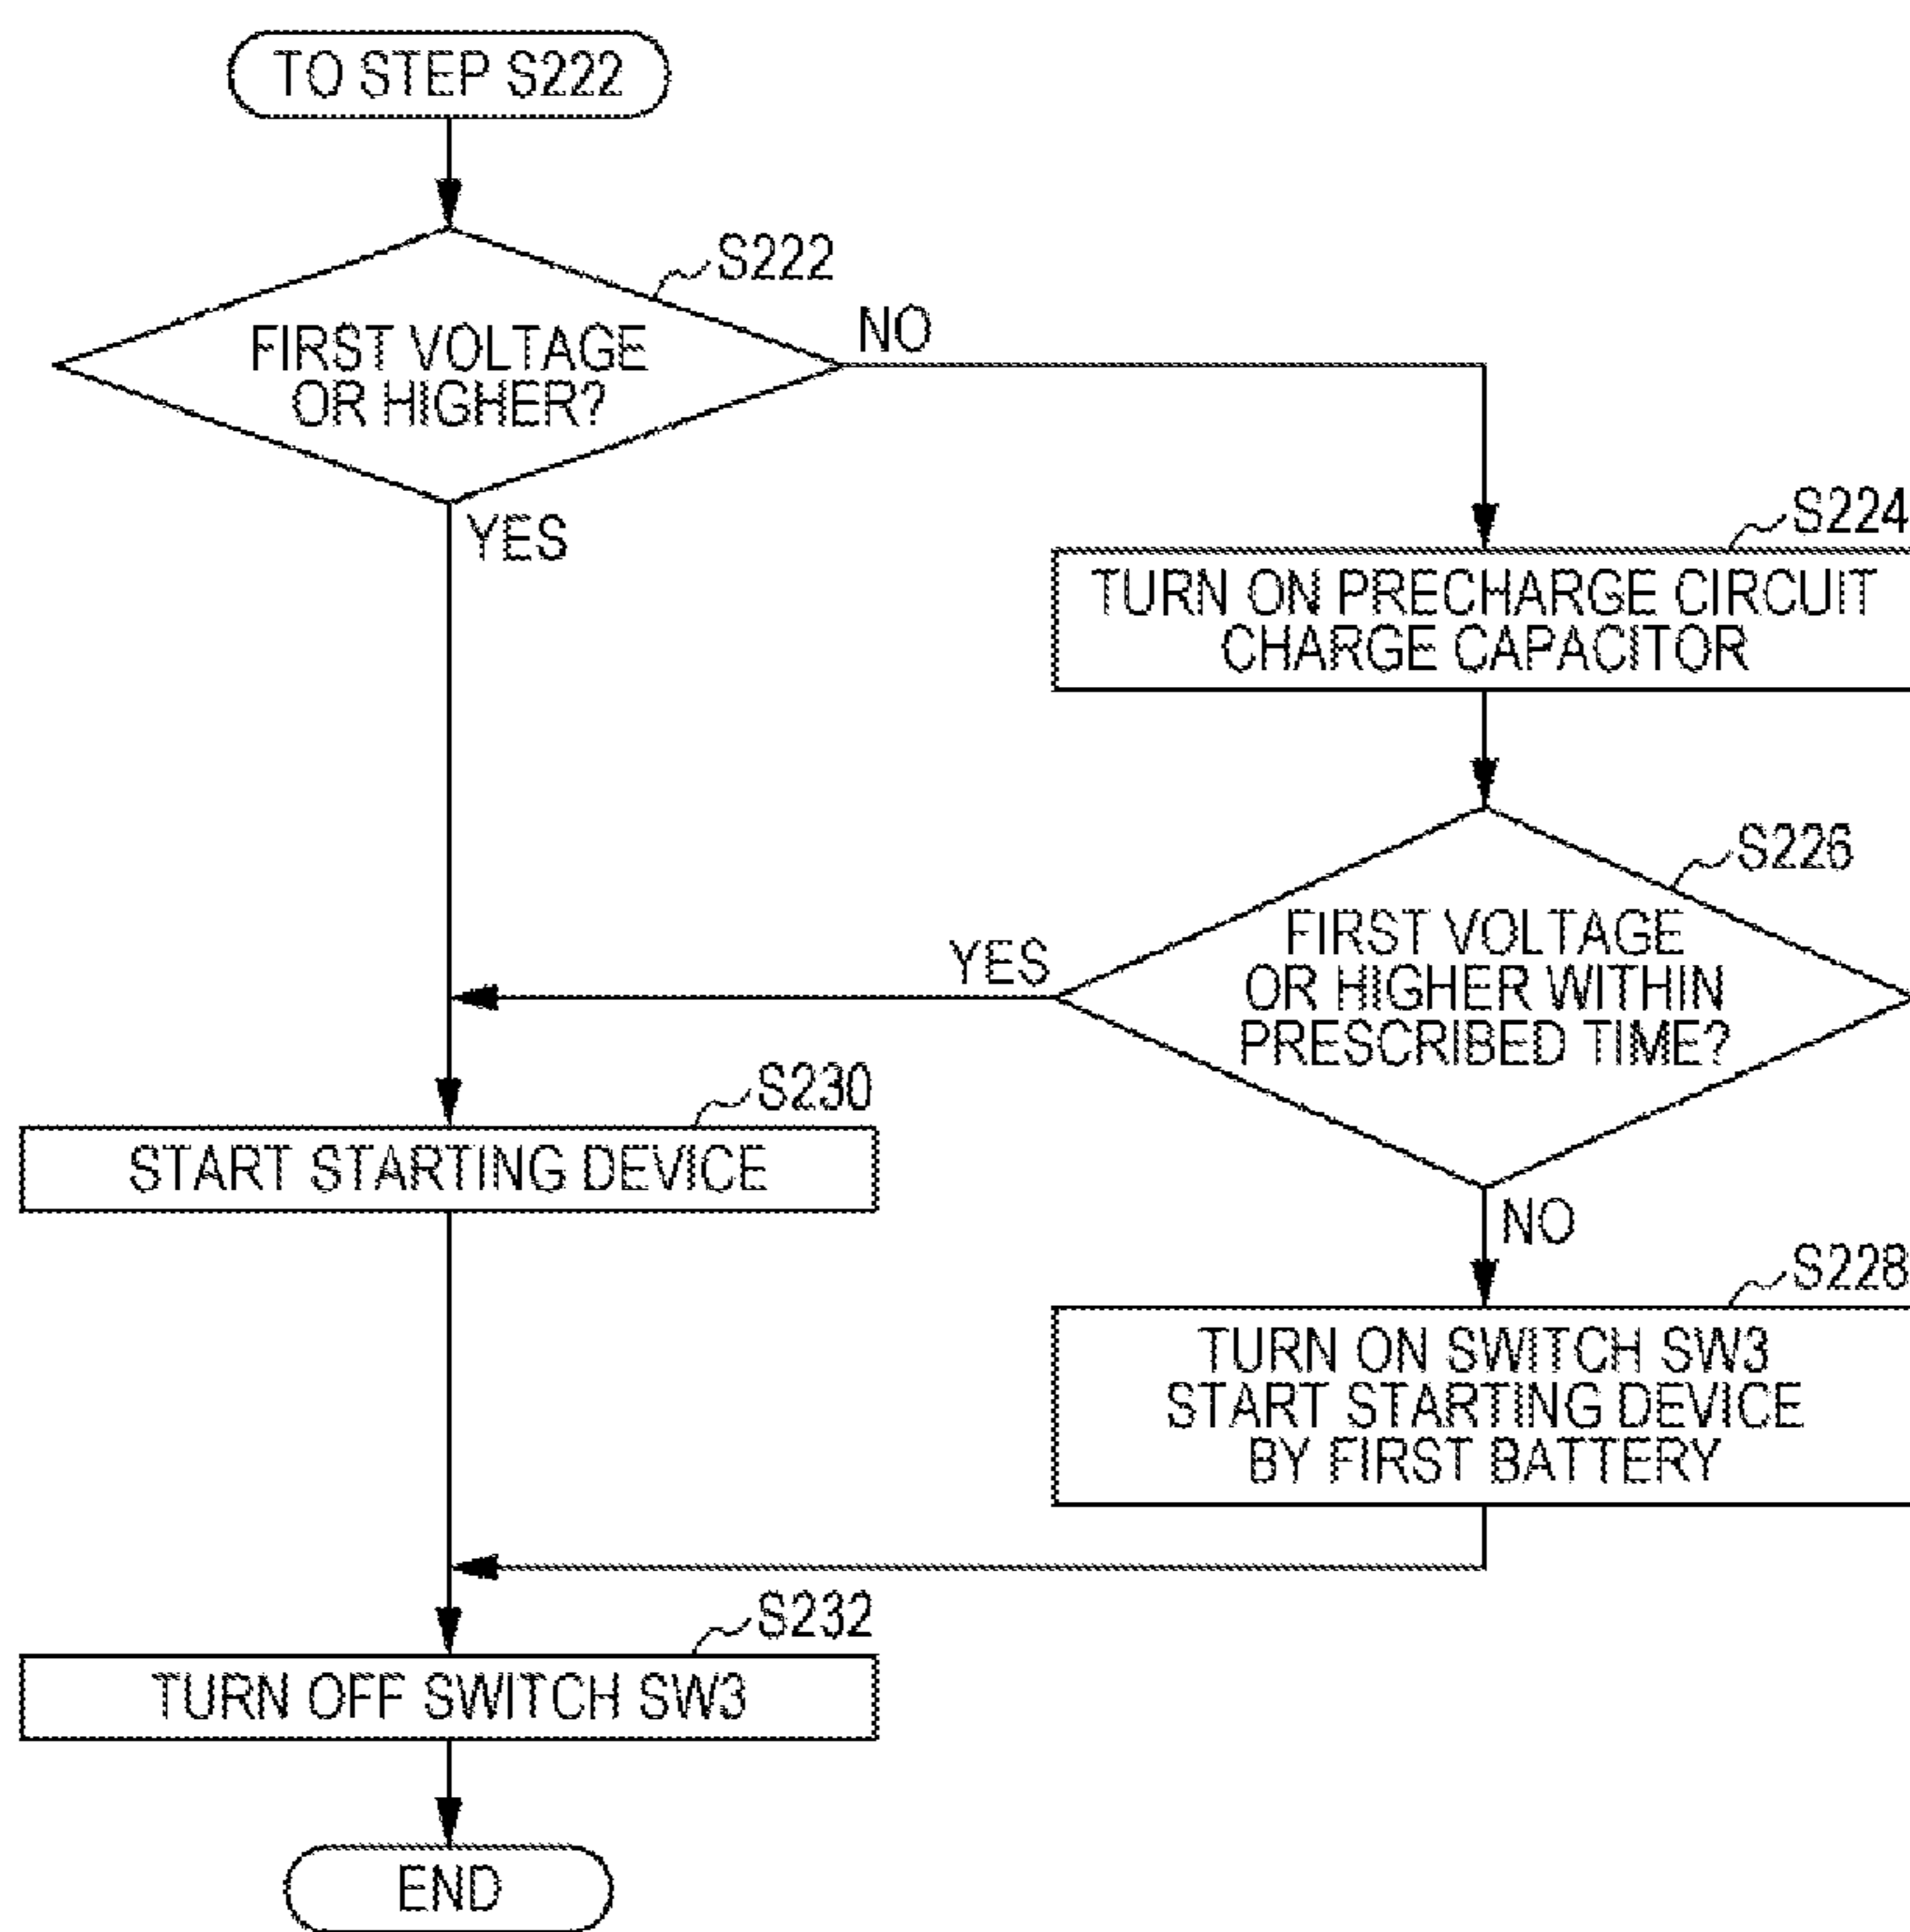 TO STEP S222
S222
FIRST VOLTAGE
OR HIGHER?
NO
YES
S224
TURN ON PRECHARGE CIRCUIT
CHARGE CAPACITOR
S226
FIRST VOLTAGE
OR HIGHER WITHIN
PRESCRIBED TIME?
YES
NO
S230
START STARTING DEVICE
S228
TURN ON SWITCH SW3
START STARTING DEVICE
BY FIRST BATTERY
S232
TURN OFF SWITCH SW3
END